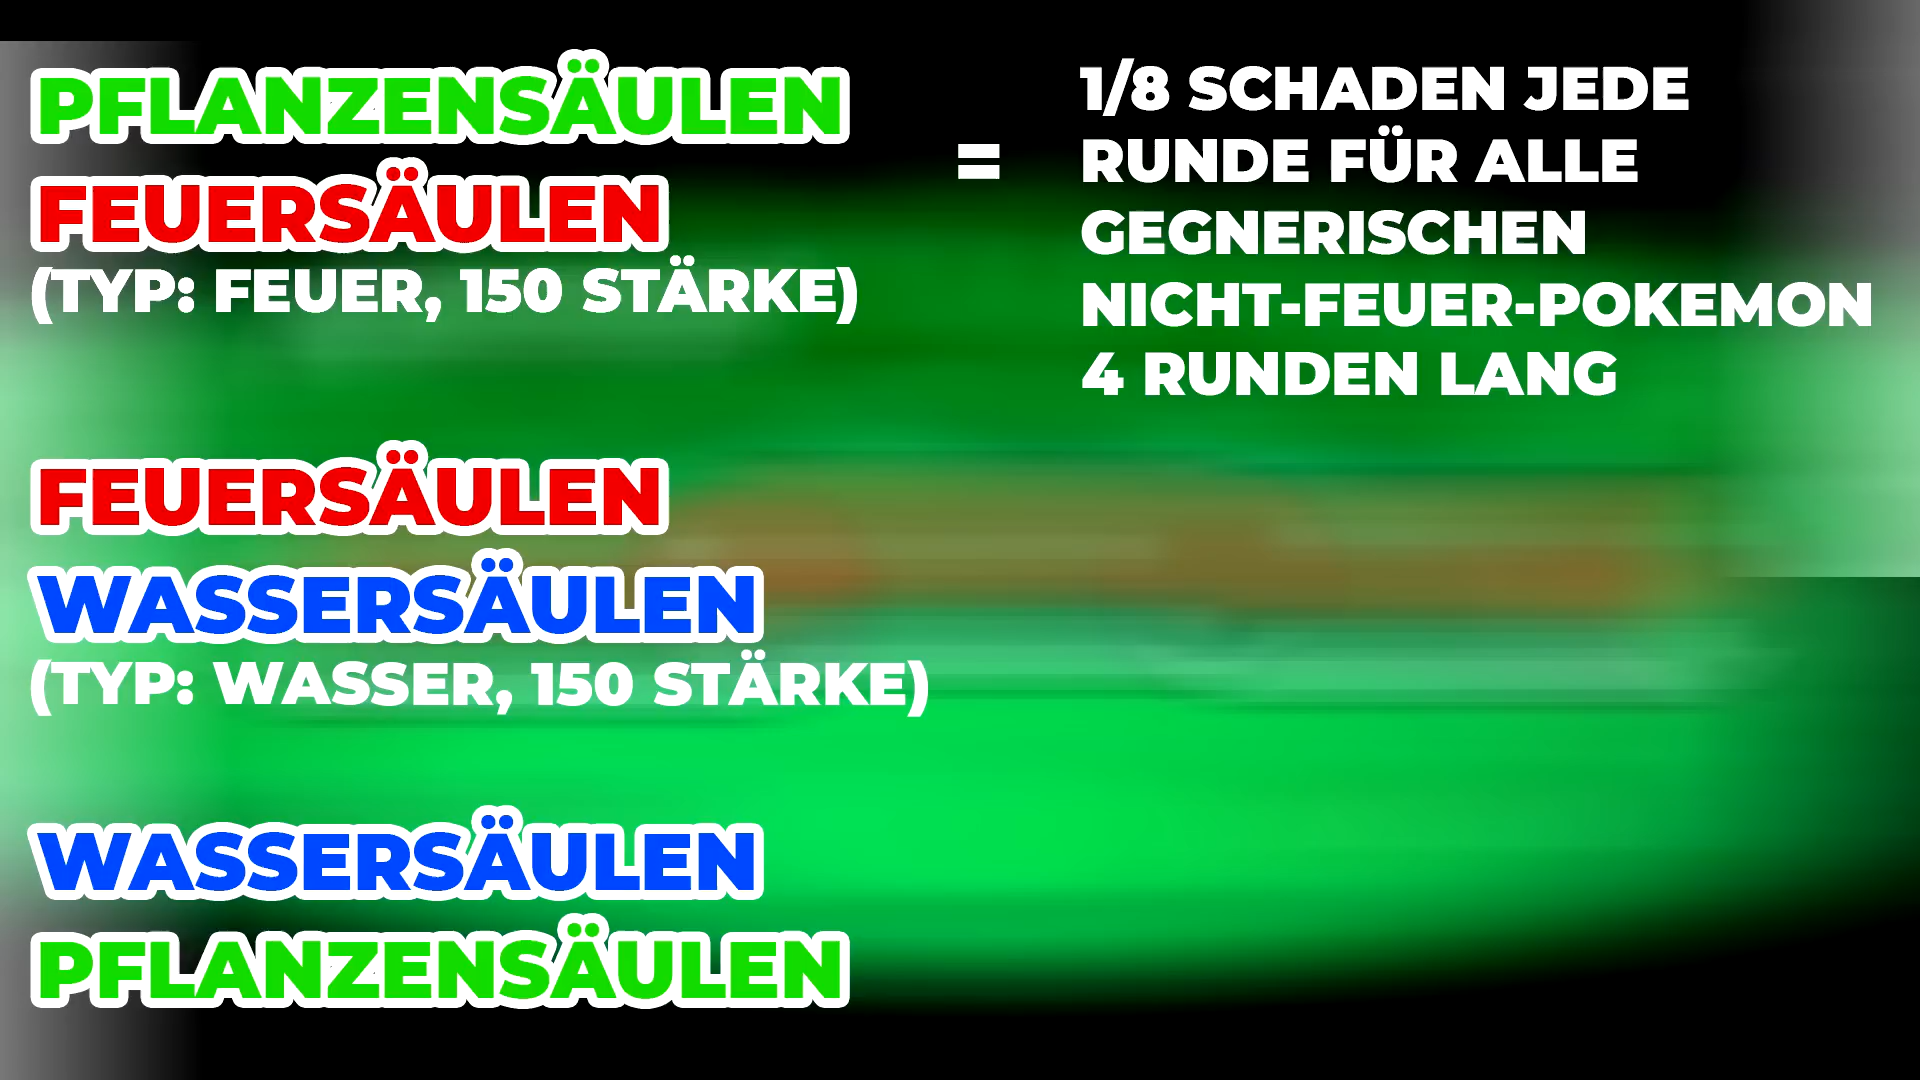 PFLANZENSÄULEN
FEUERSÄULEN
(TYP: FEUER, 150 STÄRKE)
=
1/8 SCHADEN JEDE
RUNDE FÜR ALLE
GEGNERISCHEN
NICHT-FEUER-POKEMON
4 RUNDEN LANG
FEUERSÄULEN
WASSERSÄULEN
(TYP: WASSER, 150 STÄRKE)
WASSERSÄULEN
PFLANZENSÄULEN